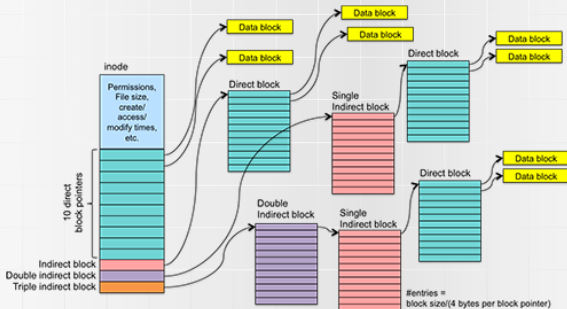 Data block
Data block
Data block
Data block
Data block
Data block
Data block
Data block
inode
Permissions,
File size,
create/
access/
modify times,
etc.
10 direct
block pointers
Indirect block
Double indirect block
Triple indirect block
Direct block
Single
Indirect block
Direct block
Double
Indirect block
Single
Indirect block
Direct block
#entries =
block size/(4 bytes per block pointer)